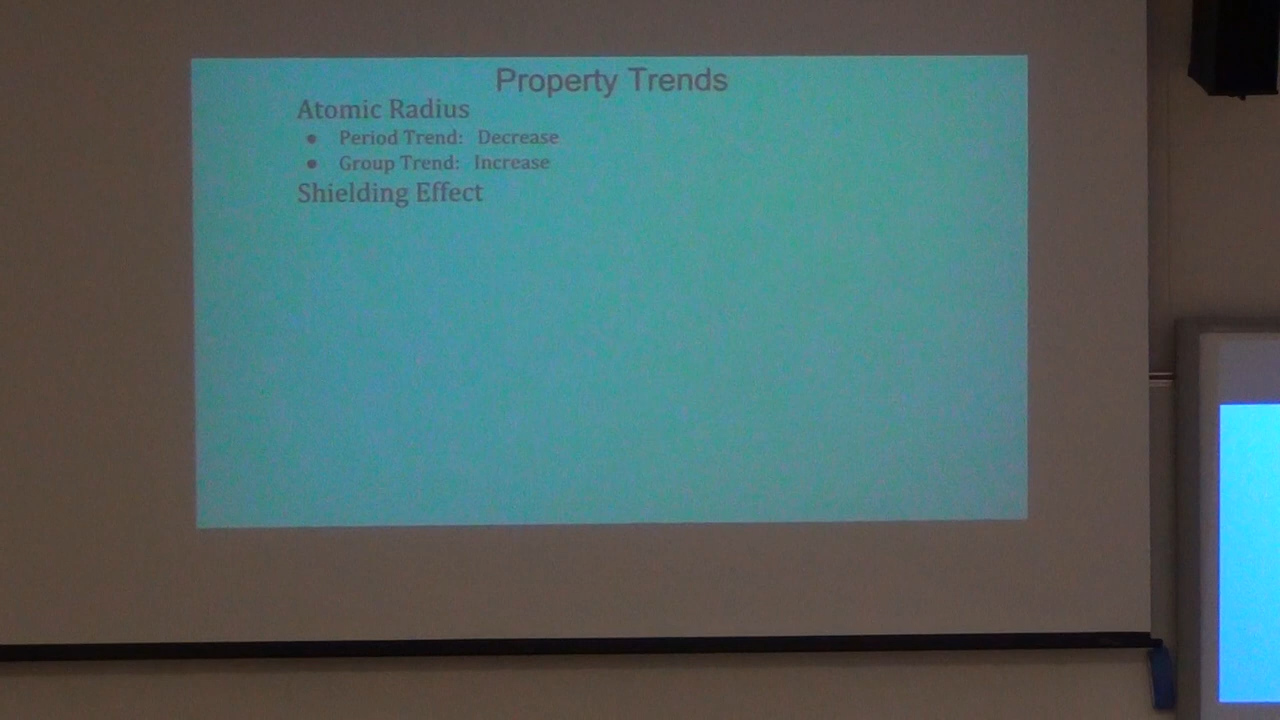 Property Trends
Atomic Radius
● Period Trend: Decrease
● Group Trend: Increase
Shielding Effect